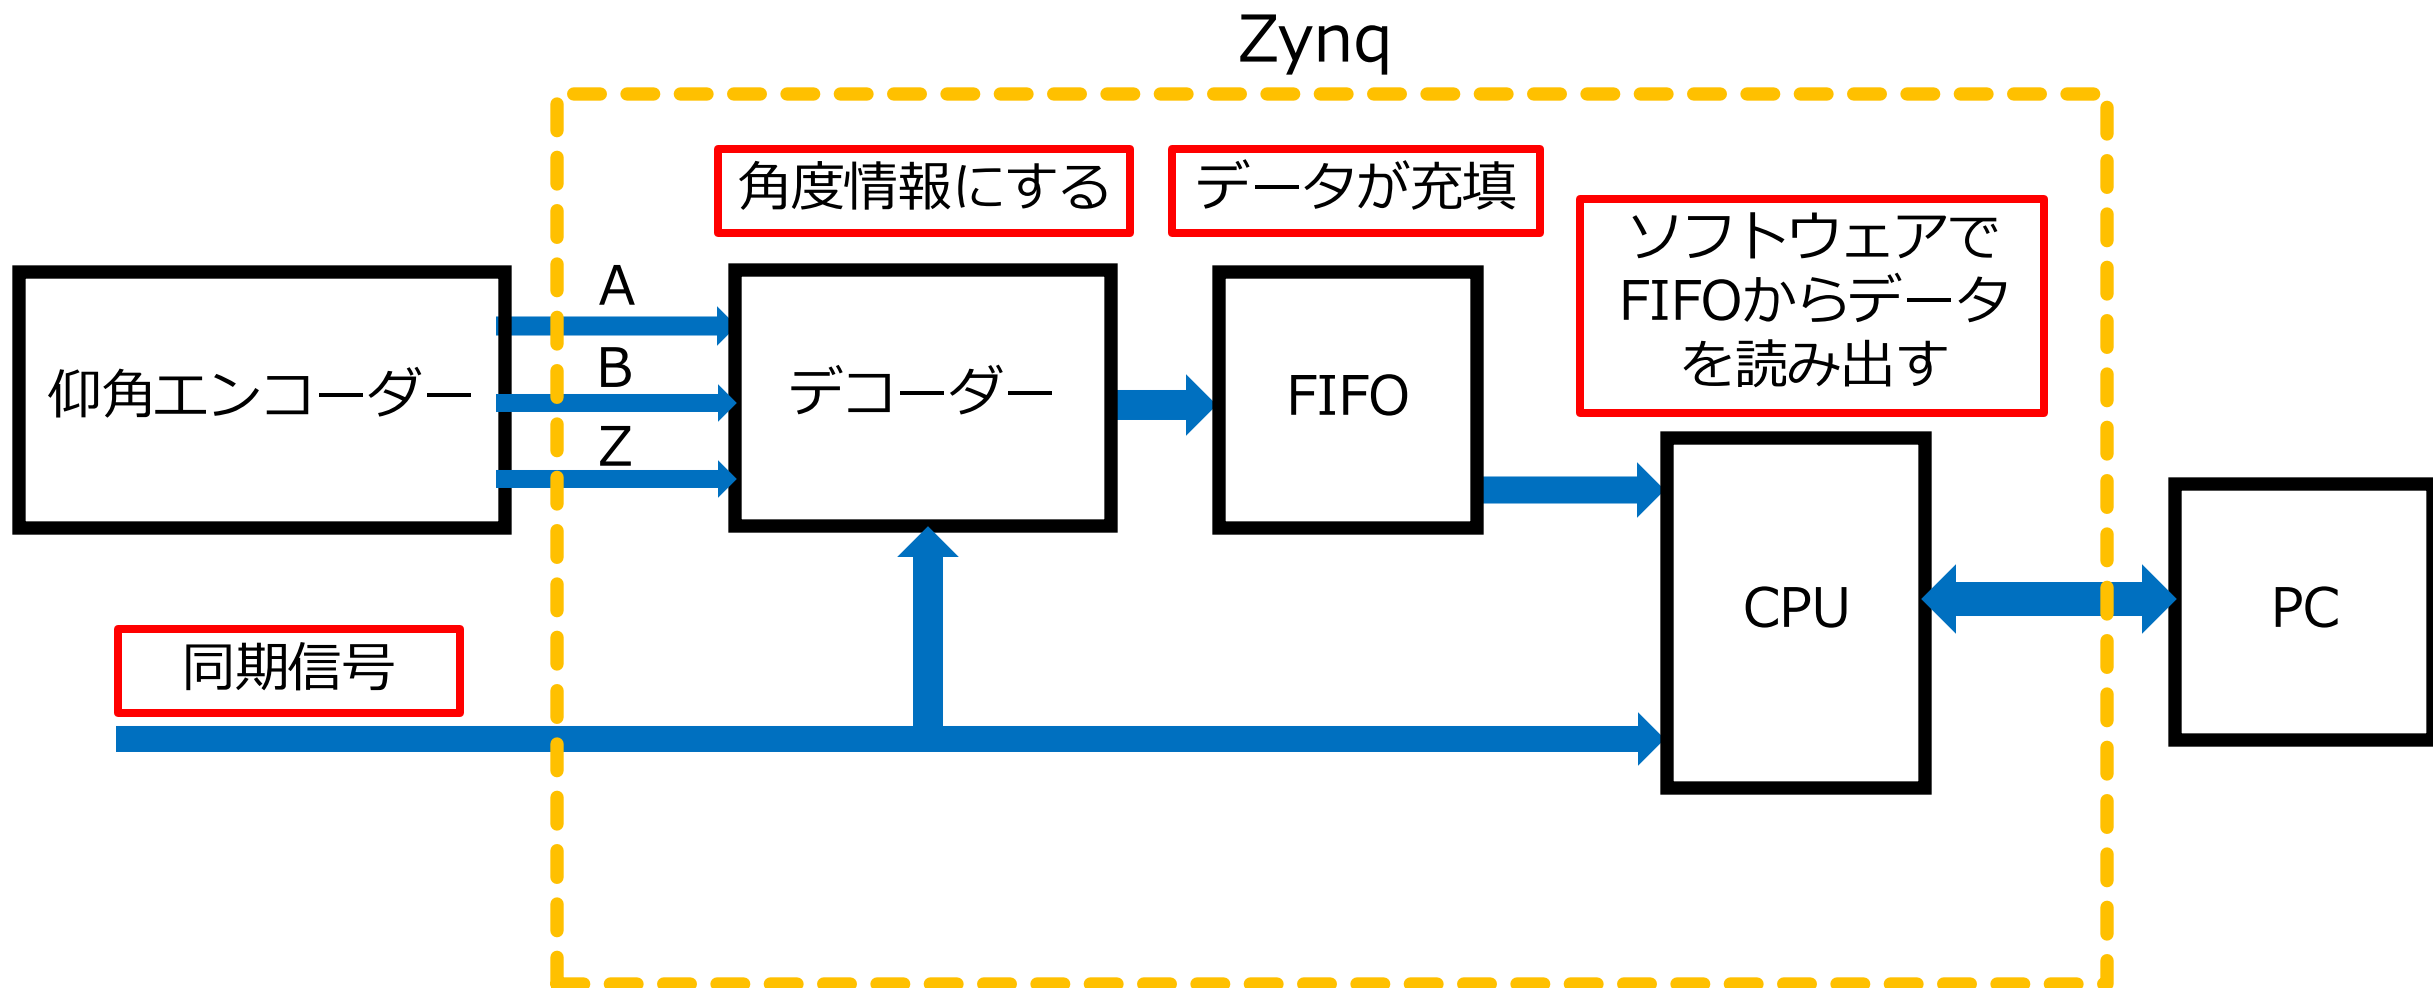 Zynq
角度情報にする
データが充填
ソフトウェアで
FIFOからデータ
を読み出す
仰角エンコーダー
A
B
Z
デコーダー
FIFO
CPU
PC
同期信号